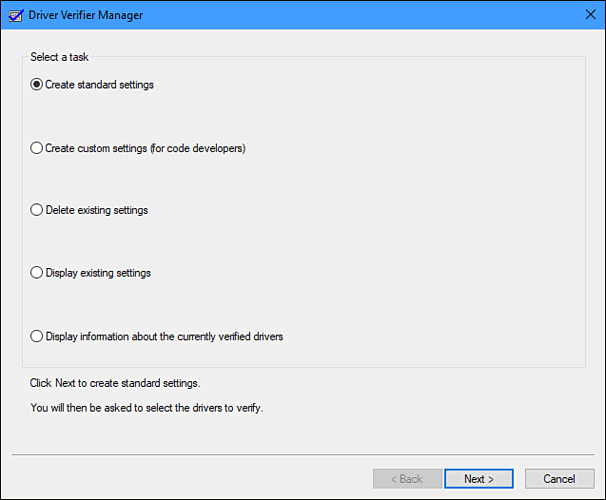 Driver Verifier Manager
Select a task
Create standard settings
Create custom settings (for code developers)
Delete existing settings
Display existing settings
Display information about the currently verified drivers
Click Next to create standard settings.
You will then be asked to select the drivers to verify.
< Back Next > Cancel